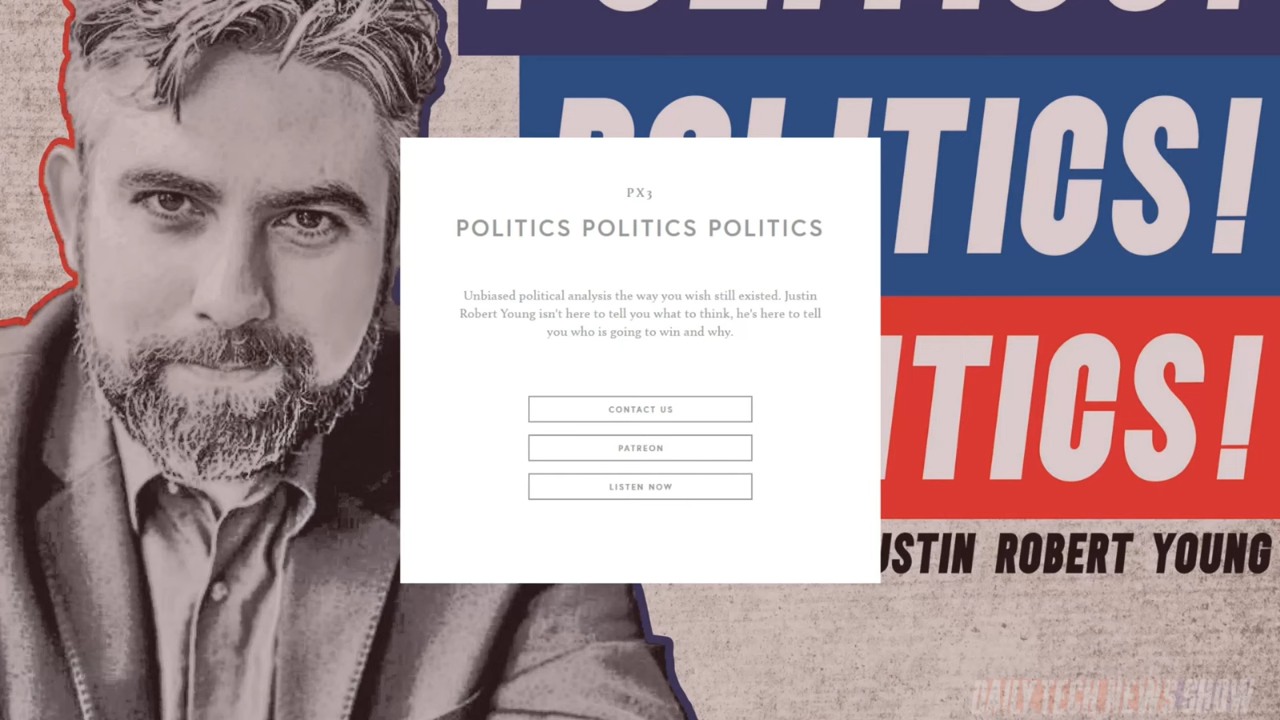 POLITICS!
POLITICS!
PX3
POLITICS POLITICS POLITICS
Unbiased political analysis the way you wish still existed. Justin
Robert Young isn't here to tell you what to think, he's here to tell
you who is going to win and why.
CONTACT US
PATREON
LISTEN NOW
ITICS!
USTIN ROBERT YOUNG
DAILY TECH NEWS SHOW